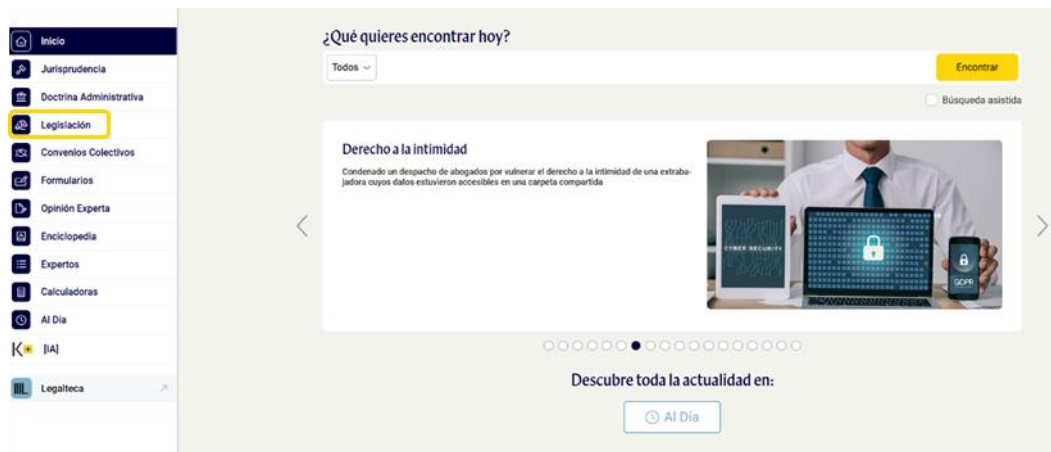 Inicio
Jurisprudencia
Doctrina Administrativa
Legislación
Convenios Colectivos
Formularios
Opinión Experta
Enciclopedia
Expertos
Calculadoras
Al Día
K+ [IA]
Legalteca
¿Qué quieres encontrar hoy?
Todos
Encontrar
Búsqueda asistida
Derecho a la intimidad
Condenado un despacho de abogados por vulnerar el derecho a la intimidad de una extraba-
jadora cuyos datos estuvieron accesibles en una carpeta compartida
CYBER SECURITY
GDPR
Descubre toda la actualidad en:
Al Día